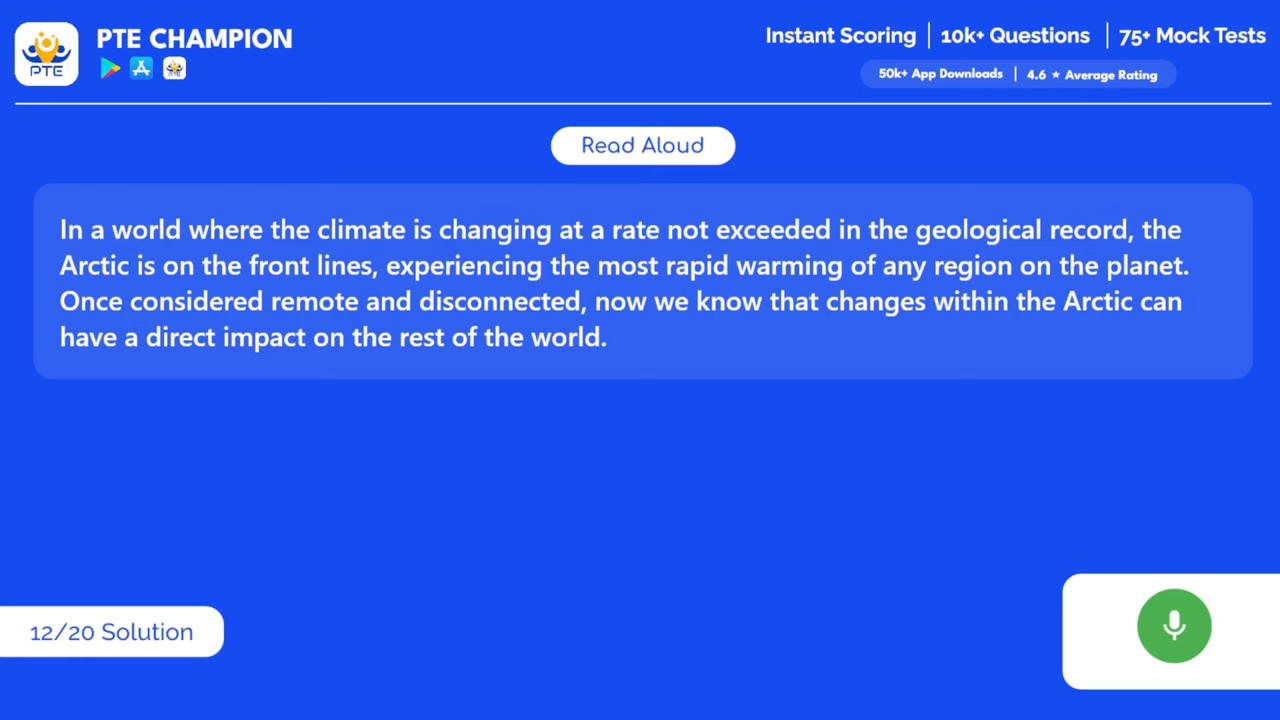 PTE CHAMPION
PTE
PTE
Instant Scoring | 10k+ Questions | 75+ Mock Tests
50k+ App Downloads | 4.6 ★ Average Rating
Read Aloud
In a world where the climate is changing at a rate not exceeded in the geological record, the
Arctic is on the front lines, experiencing the most rapid warming of any region on the planet.
Once considered remote and disconnected, now we know that changes within the Arctic can
have a direct impact on the rest of the world.
12/20 Solution